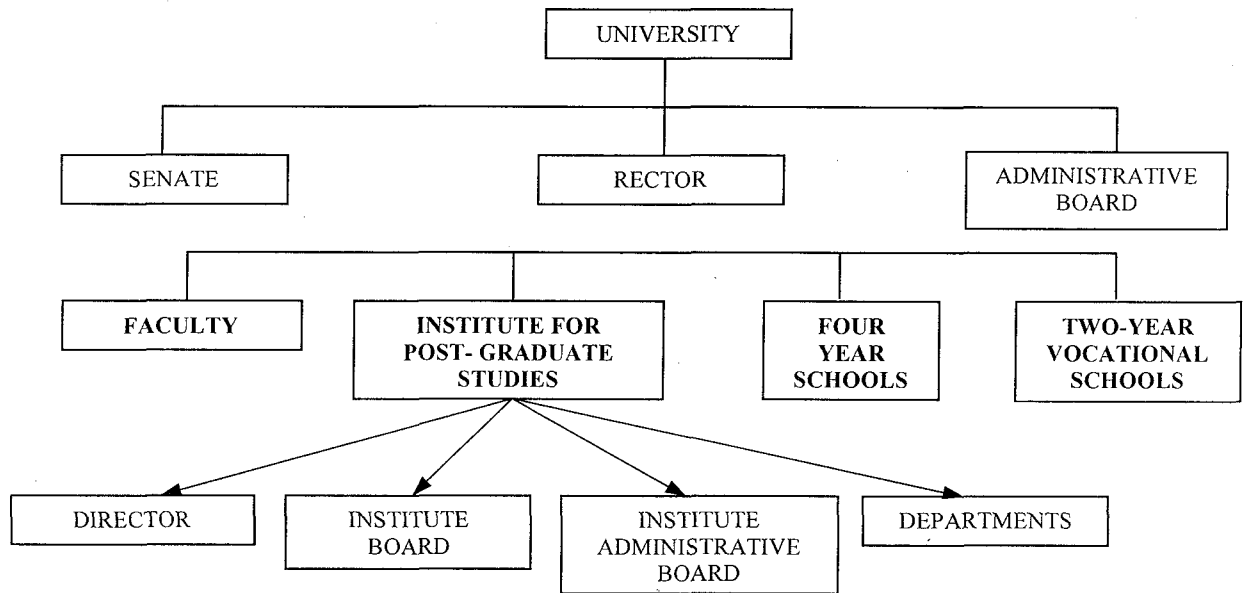 UNIVERSITY
SENATE
RECTOR
ADMINISTRATIVE
BOARD
FACULTY
INSTITUTE FOR
POST- GRADUATE
STUDIES
FOUR
YEAR
SCHOOLS
TWO-YEAR
VOCATIONAL
SCHOOLS
DIRECTOR
INSTITUTE
BOARD
INSTITUTE
ADMINISTRATIVE
BOARD
DEPARTMENTS